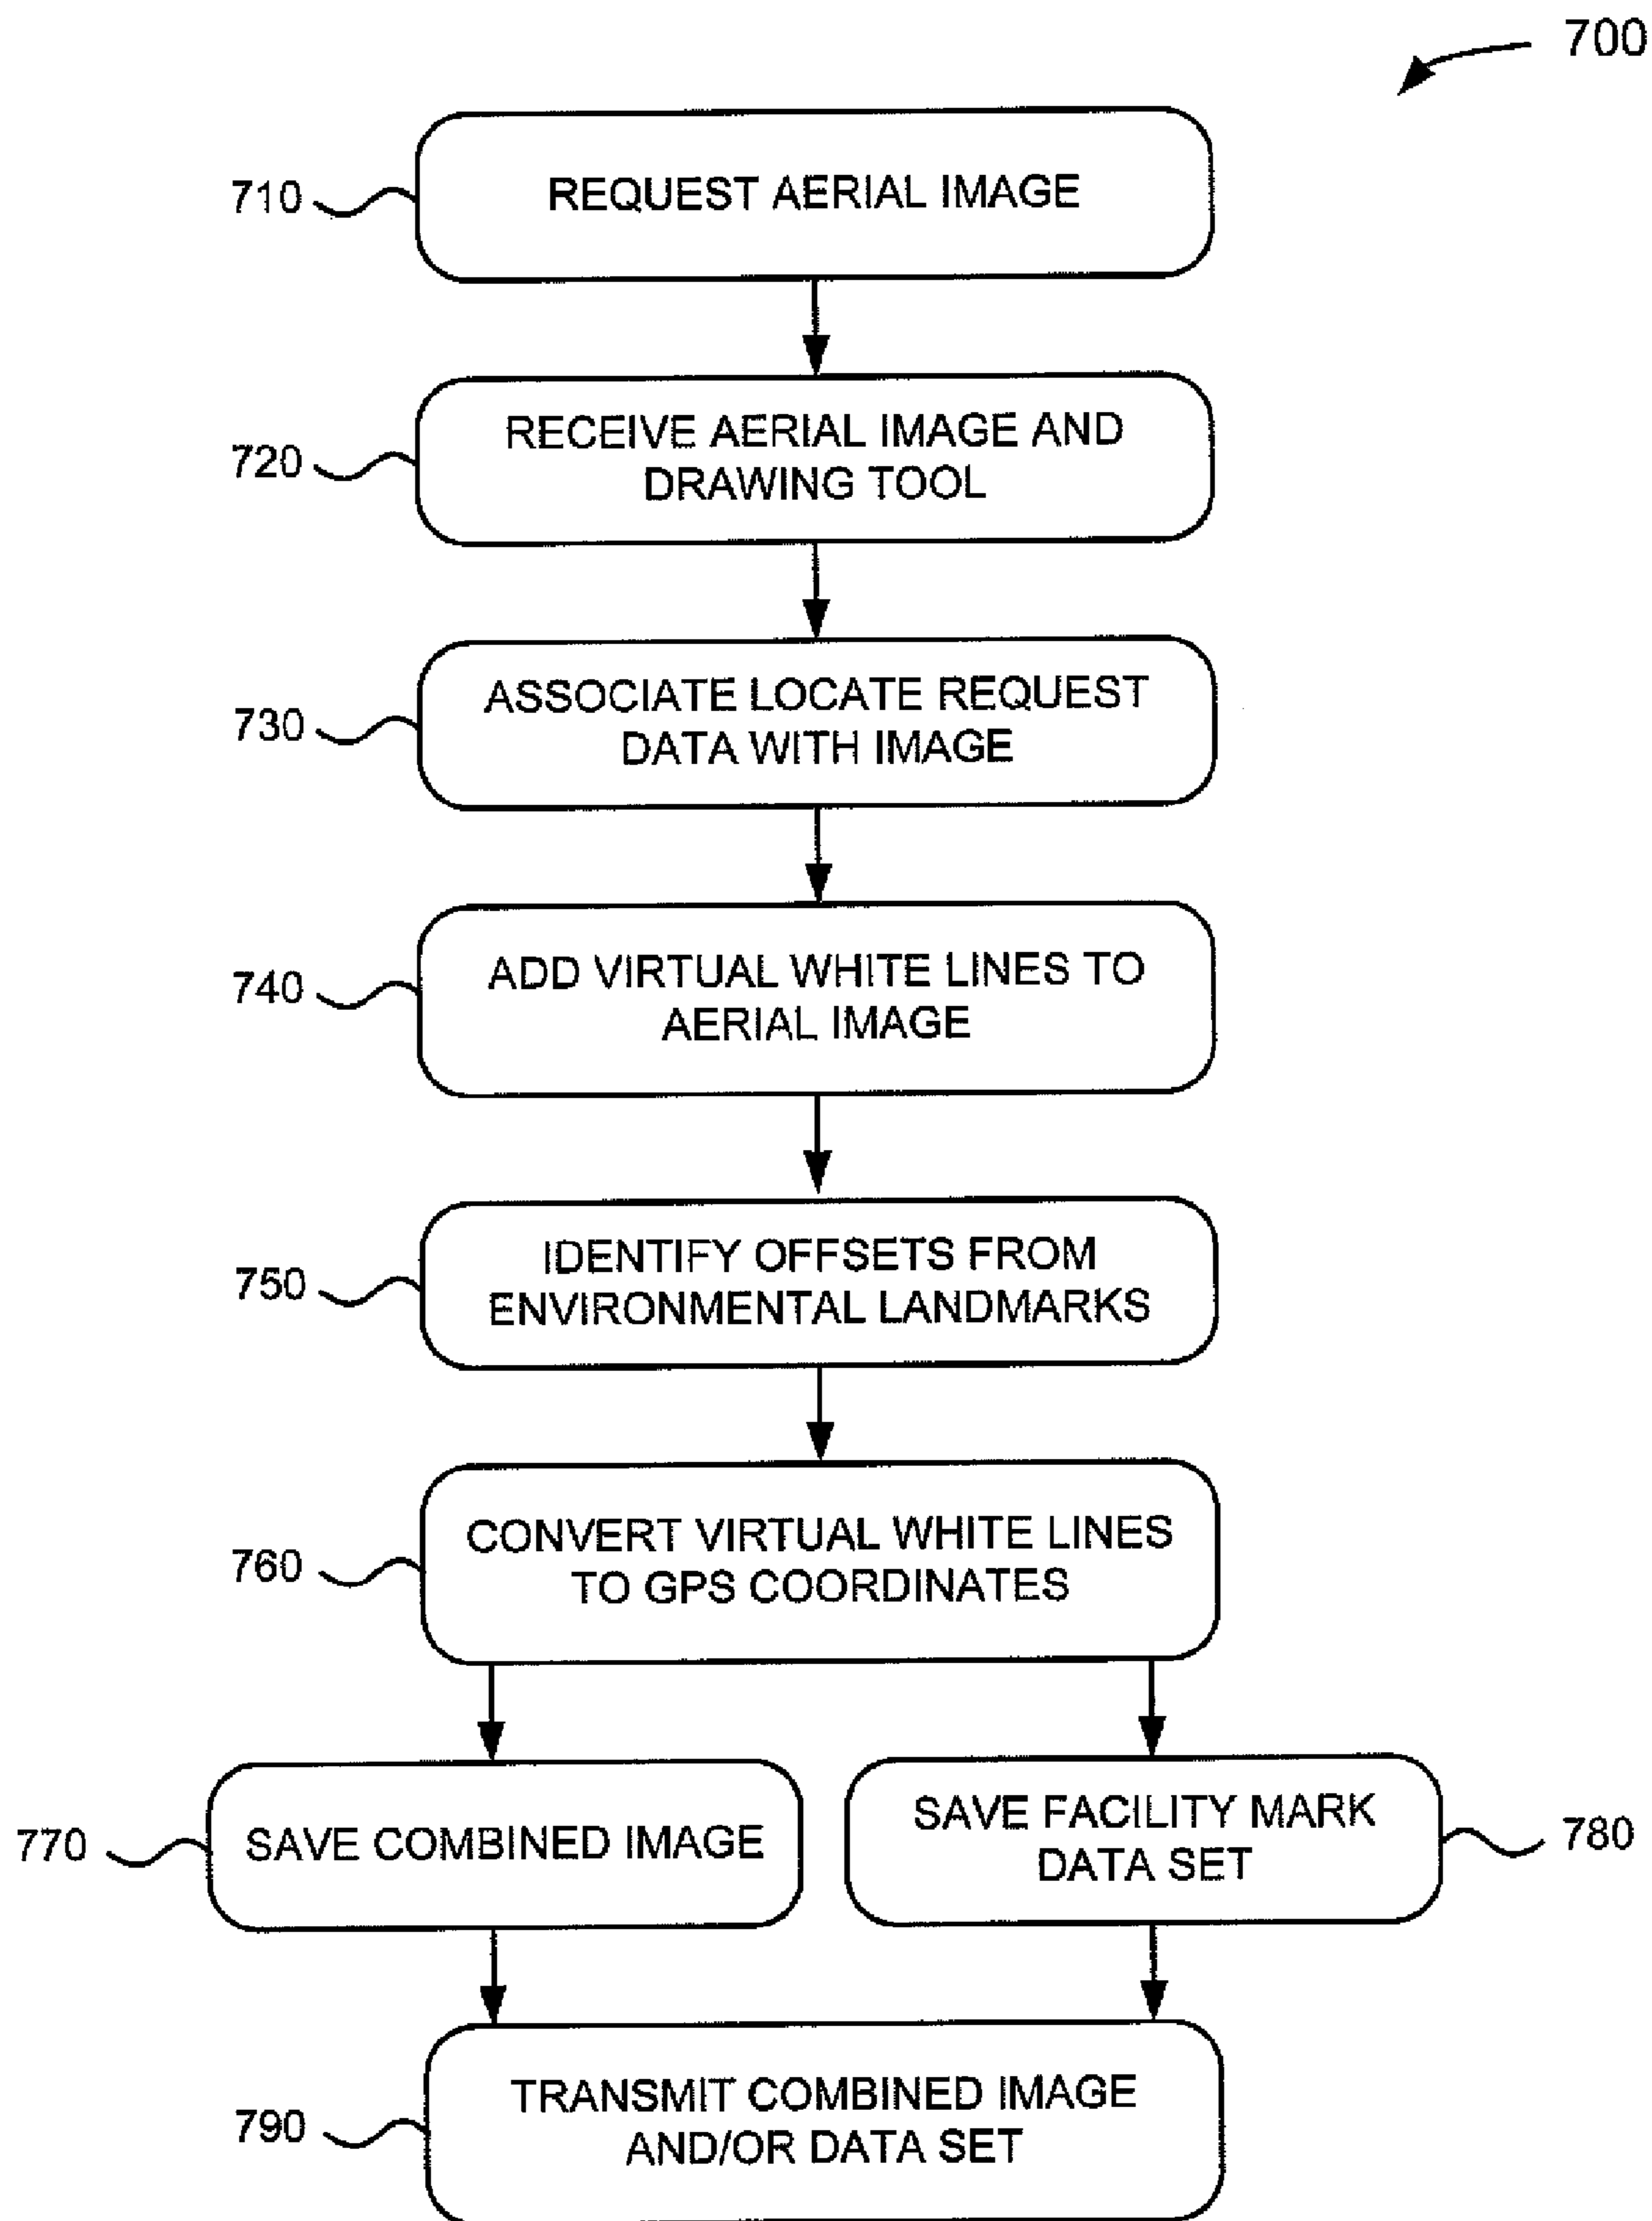 700
710
REQUEST AERIAL IMAGE
720
RECEIVE AERIAL IMAGE AND
DRAWING TOOL
730
ASSOCIATE LOCATE REQUEST
DATA WITH IMAGE
740
ADD VIRTUAL WHITE LINES TO
AERIAL IMAGE
750
IDENTIFY OFFSETS FROM
ENVIRONMENTAL LANDMARKS
760
CONVERT VIRTUAL WHITE LINES
TO GPS COORDINATES
770
SAVE COMBINED IMAGE
SAVE FACILITY MARK
DATA SET
780
790
TRANSMIT COMBINED IMAGE
AND/OR DATA SET